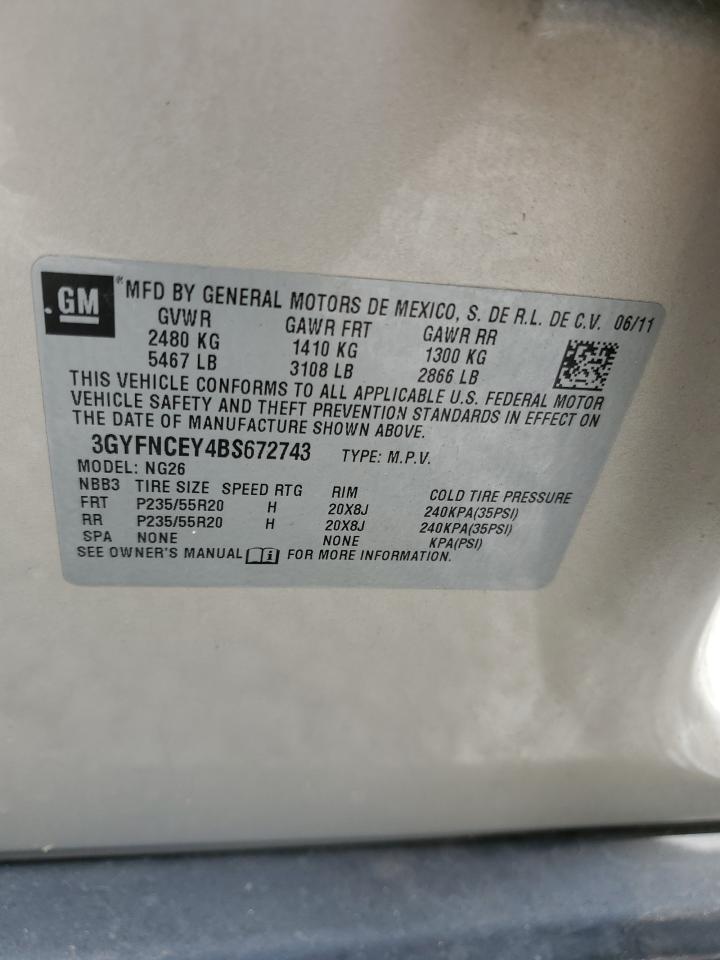 GM
*MFD BY GENERAL MOTORS DE MEXICO, S. DE R.L. DE C.V. 06/11
GVWR GAWR FRT GAWR RR
2480 KG 1410 KG 1300 KG
5467 LB 3108 LB 2866 LB
THIS VEHICLE CONFORMS TO ALL APPLICABLE U.S. FEDERAL MOTOR
VEHICLE SAFETY AND THEFT PREVENTION STANDARDS IN EFFECT ON
THE DATE OF MANUFACTURE SHOWN ABOVE.
3GYFNCEY4BS672743 TYPE: M.P.V.
MODEL: NG26
NBB3 TIRE SIZE SPEED RTG RIM COLD TIRE PRESSURE
FRT P235/55R20 H 20X8J 240KPA(35PSI)
RR P235/55R20 H 20X8J 240KPA(35PSI)
SPA NONE NONE KPA(PSI)
SEE OWNER'S MANUAL FOR MORE INFORMATION.